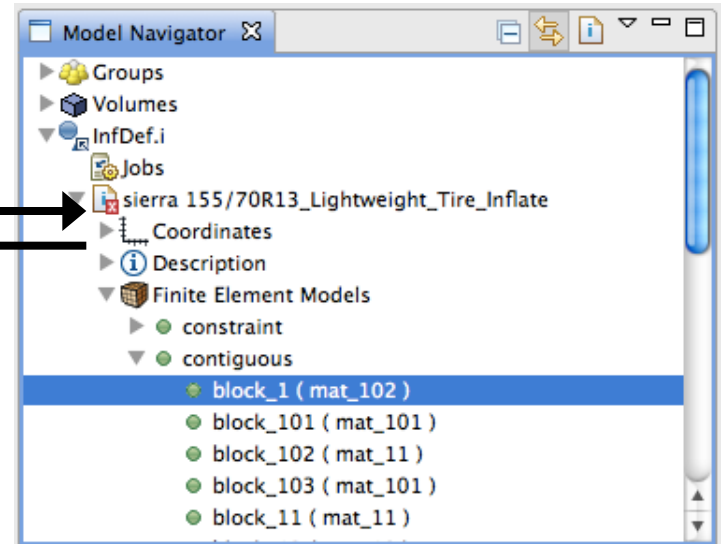 Model Navigator
Groups
Volumes
InfDef.i
Jobs
sierra 155/70R13_Lightweight_Tire_Inflate
Coordinates
Description
Finite Element Models
constraint
contiguous
block_1 ( mat_102 )
block_101 ( mat_101 )
block_102 ( mat_11 )
block_103 ( mat_101 )
block_11 ( mat_11 )